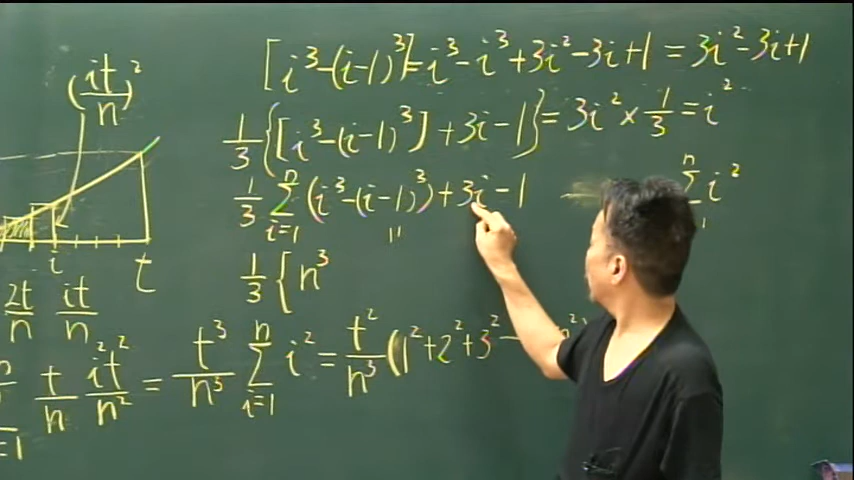 [i³-(i-1)³]=i³-i³+3i²-3i+1 = 3i²-3i+1
(it/n)²
1/3{[i³-(i-1)³]+3i-1}=3i²×1/3=i²
1/3 Σ_{i=1}^{n} (i³-(i-1)³)+3i-1 = Σ^{n} i²
i t
1/3{n³
2t/n it/n
t/n i²t²/n² = t³/n³ Σ_{i=1}^{n} i² = t²/n³(1²+2²+3²